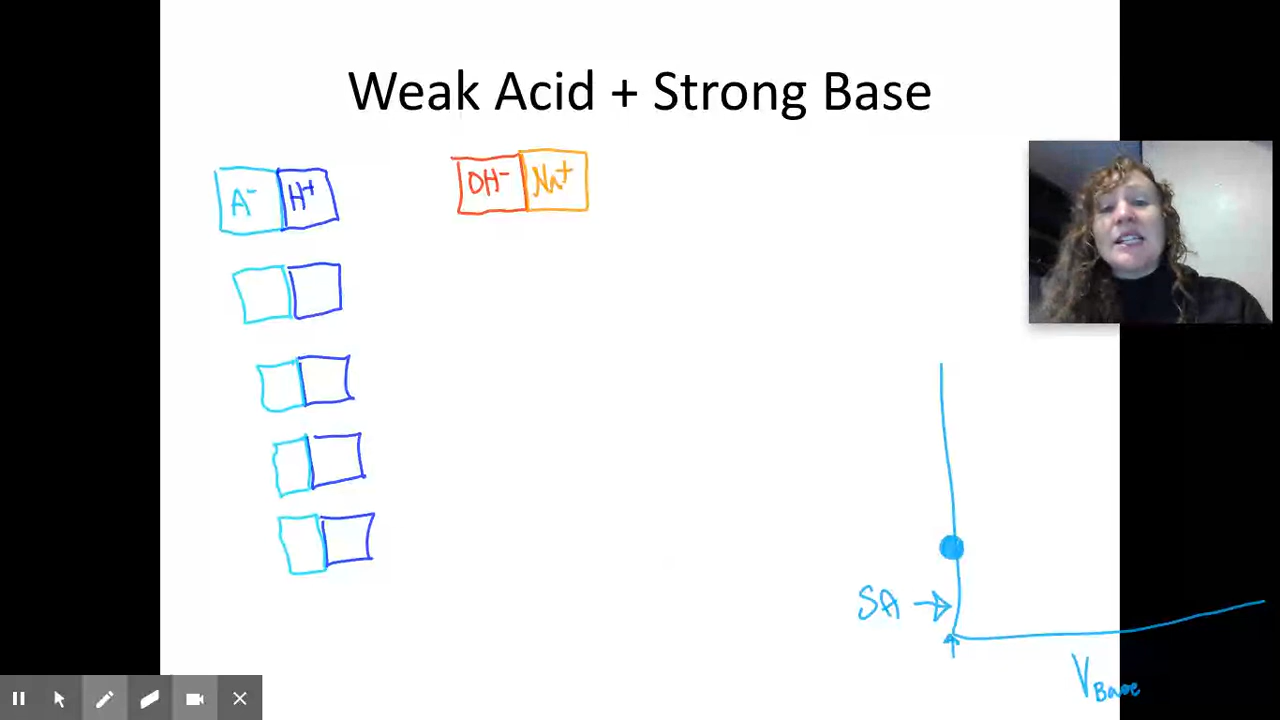 Weak Acid + Strong Base
A⁻ H⁺
OH⁻ Na⁺
SA
V Base